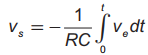 v_s = -\frac{1}{RC} \int_0^t v_e dt